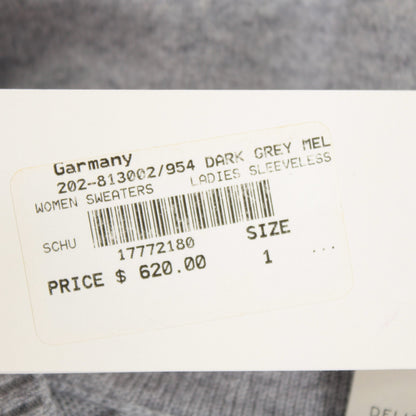 Garmany
202-813002/954 DARK GREY MEL
WOMEN SWEATERS LADIES SLEEVELESS
SCHU
17772180
SIZE
PRICE $ 620.00 1 ...